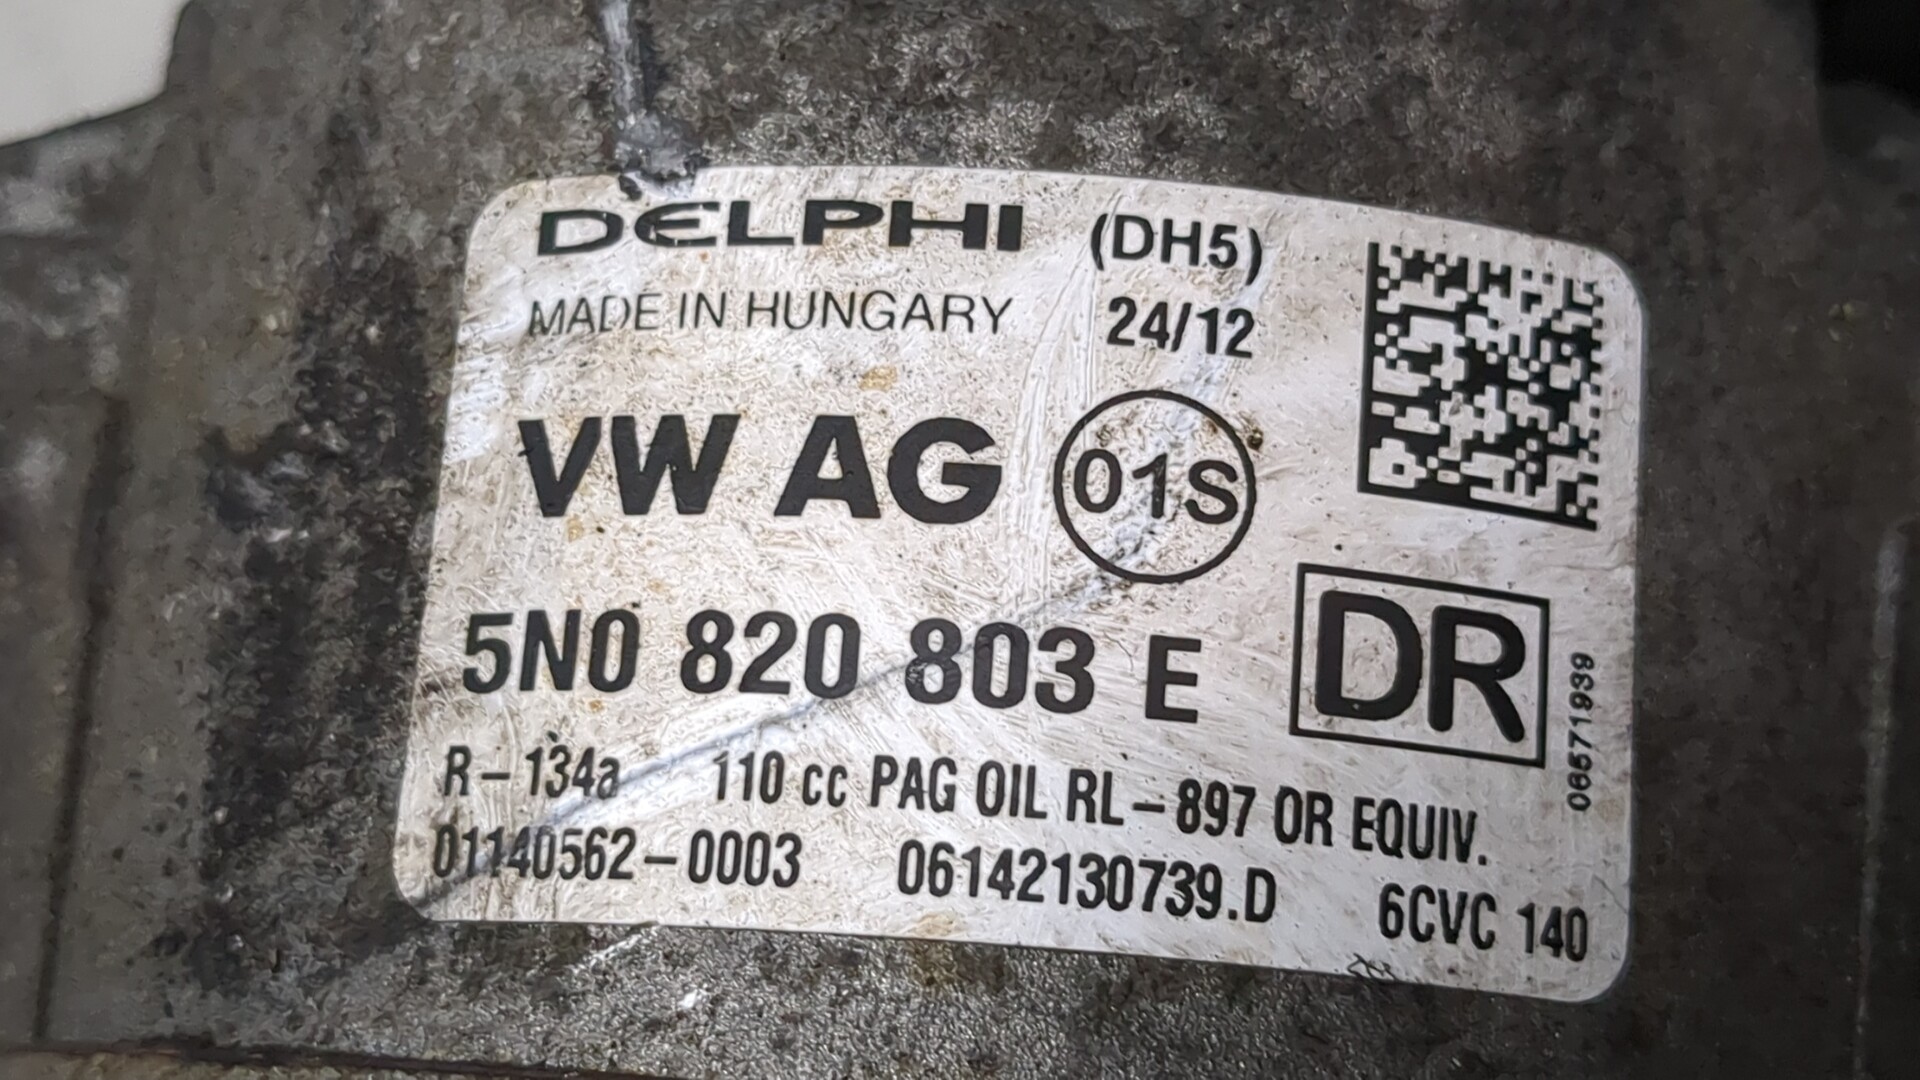 DELPHI (DH5)
MADE IN HUNGARY 24/12
VW AG 01S
5N0 820 803 E DR
06571939
R-134a 110 cc PAG OIL RL-897 OR EQUIV.
01140562-0003 06142130739.D 6CVC 140